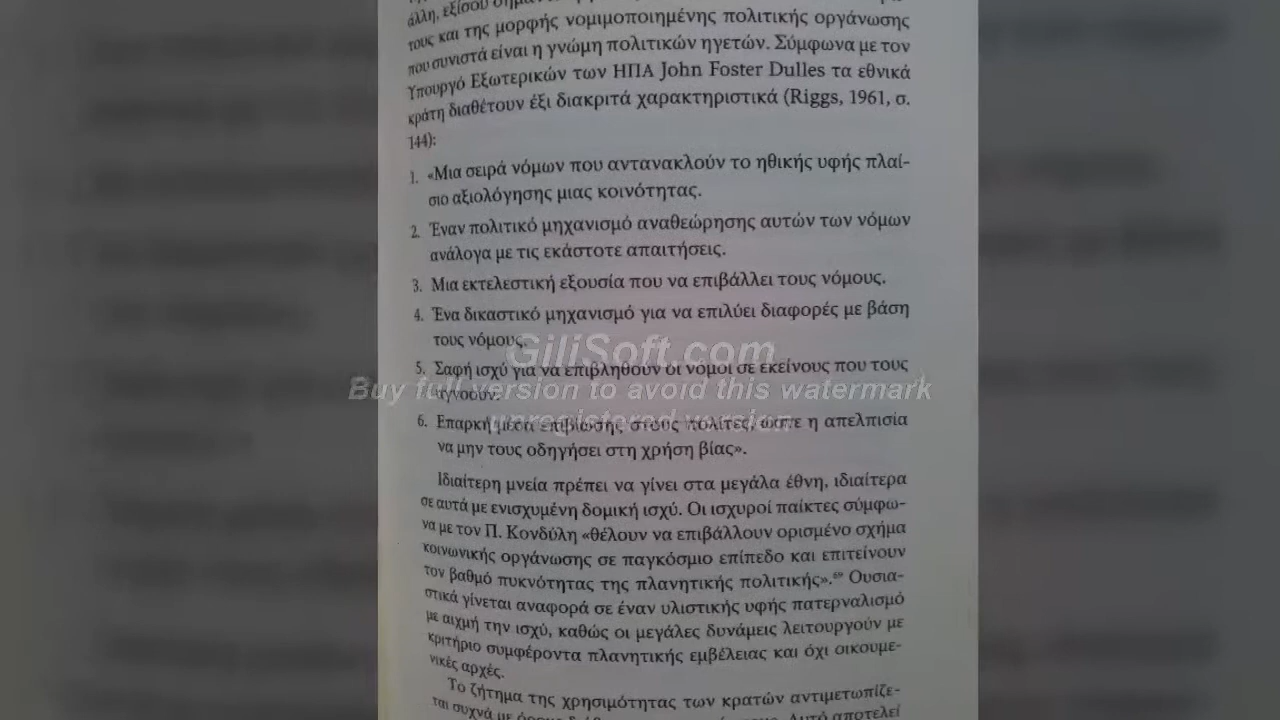 άλλη, εξίσου
τους και της μορφής νομιμοποιημένης πολιτικής οργάνωσης
που συνιστά είναι η γνώμη πολιτικών ηγετών. Σύμφωνα με τον
Υπουργό Εξωτερικών των ΗΠΑ John Foster Dulles τα εθνικά
κράτη διαθέτουν έξι διακριτά χαρακτηριστικά (Riggs, 1961, σ.
144):
1. «Μια σειρά νόμων που αντανακλούν το ηθικής υφής πλαί-
σιο αξιολόγησης μιας κοινότητας.
2. Έναν πολιτικό μηχανισμό αναθεώρησης αυτών των νόμων
ανάλογα με τις εκάστοτε απαιτήσεις.
3. Μια εκτελεστική εξουσία που να επιβάλλει τους νόμους.
4. Ένα δικαστικό μηχανισμό για να επιλύει διαφορές με βάση
τους νόμους.
GiliSoft.com
5. Σαφή ισχύ για να επιβληθούν οι νόμοι σε εκείνους που τους
Buy full version to avoid this watermark
αγνοούν.
unregistered version
6. Επαρκή μέσα επιβίωσης στους πολίτες, ώστε η απελπισία
να μην τους οδηγήσει στη χρήση βίας».
Ιδιαίτερη μνεία πρέπει να γίνει στα μεγάλα έθνη, ιδιαίτερα
σε αυτά με ενισχυμένη δομική ισχύ. Οι ισχυροί παίκτες σύμφω-
να με τον Π. Κονδύλη «θέλουν να επιβάλλουν ορισμένο σχήμα
κοινωνικής οργάνωσης σε παγκόσμιο επίπεδο και επιτείνουν
τον βαθμό πυκνότητας της πλανητικής πολιτικής». Ουσια-
στικά γίνεται αναφορά σε έναν υλιστικής υφής πατερναλισμό
με αιχμή την ισχύ, καθώς οι μεγάλες δυνάμεις λειτουργούν με
κριτήριο συμφέροντα πλανητικής εμβέλειας και όχι οικουμε-
νικές αρχές.
Το ζήτημα της χρησιμότητας των κρατών αντιμετωπίζε-
ται συχνά με όρους Αυτό αποτελεί